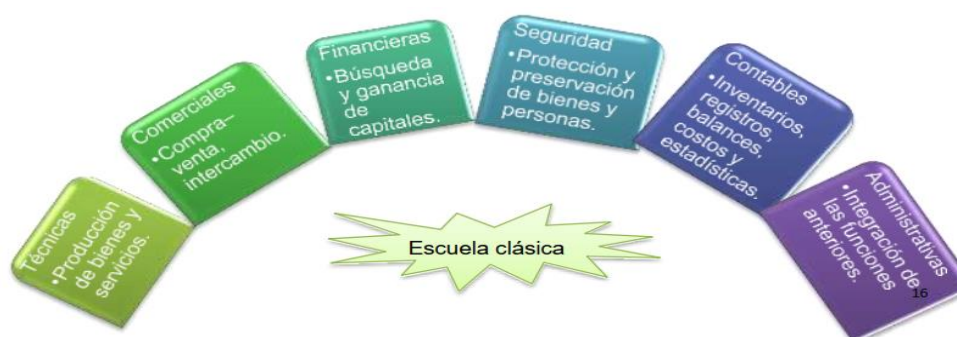 Técnicas
•Producción
de bienes y
servicios.
Comerciales
•Compra–
venta,
intercambio.
Financieras
•Búsqueda
y ganancia
de
capitales.
Seguridad
•Protección y
preservación
de bienes y
personas.
Contables
•Inventarios,
registros,
balances,
costos y
estadísticas.
Administrativas
•Integración de
las funciones
anteriores.
16
Escuela clásica